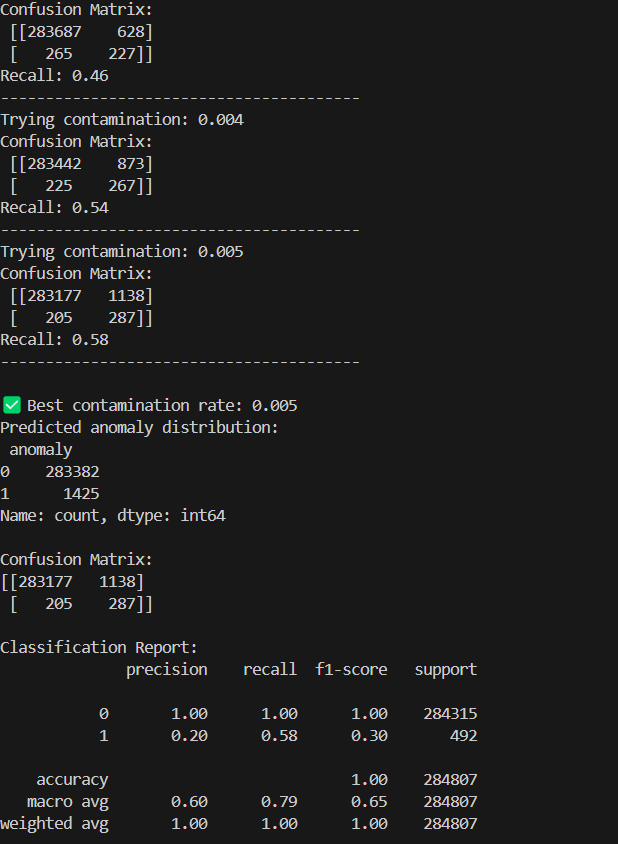 Confusion Matrix:
[[283687    628]
[    265    227]]
Recall: 0.46
----------------------------------------
Trying contamination: 0.004
Confusion Matrix:
[[283442    873]
[    225    267]]
Recall: 0.54
----------------------------------------
Trying contamination: 0.005
Confusion Matrix:
[[283177   1138]
[    205    287]]
Recall: 0.58
----------------------------------------
✅ Best contamination rate: 0.005
Predicted anomaly distribution:
anomaly
0    283382
1      1425
Name: count, dtype: int64
Confusion Matrix:
[[283177   1138]
[    205    287]]
Classification Report:
precision    recall  f1-score   support
0       1.00      1.00      1.00    284315
1       0.20      0.58      0.30       492
accuracy                           1.00    284807
macro avg       0.60      0.79      0.65    284807
weighted avg       1.00      1.00      1.00    284807